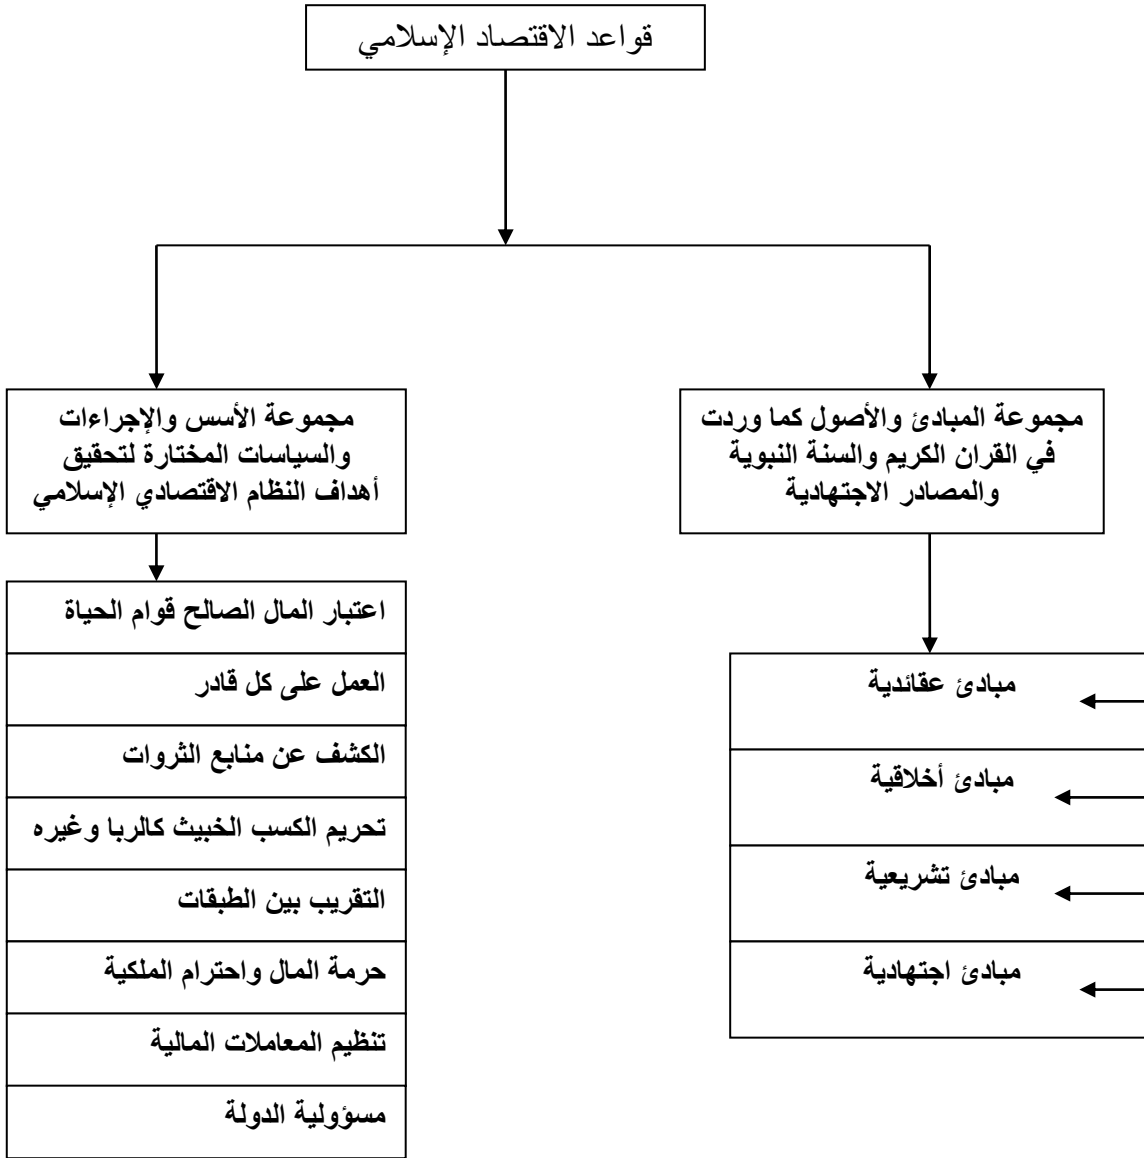 قواعد الاقتصاد الإسلامي
مجموعة المبادئ والأصول كما وردت
في القران الكريم والسنة النبوية
والمصادر الاجتهادية
مبادئ عقائدية
مبادئ أخلاقية
مبادئ تشريعية
مبادئ اجتهادية
مجموعة الأسس والإجراءات
والسياسات المختارة لتحقيق
أهداف النظام الاقتصادي الإسلامي
اعتبار المال الصالح قوام الحياة
العمل على كل قادر
الكشف عن منابع الثروات
تحريم الكسب الخبيث كالربا وغيره
التقريب بين الطبقات
حرمة المال واحترام الملكية
تنظيم المعاملات المالية
مسؤولية الدولة